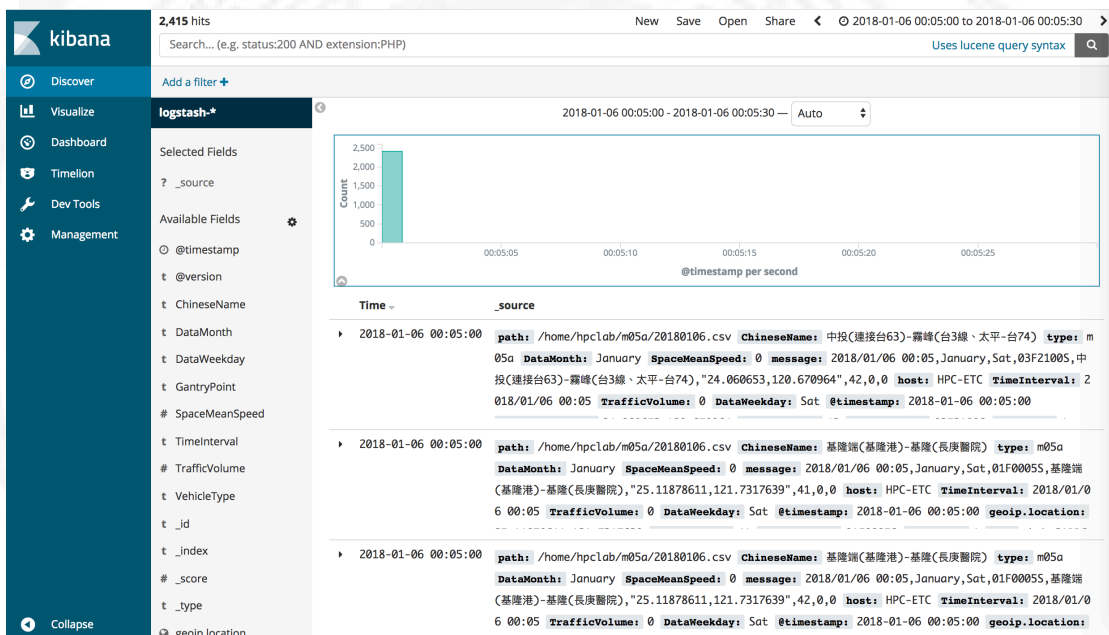 2,415 hits
New Save Open Share 2018-01-06 00:05:00 to 2018-01-06 00:05:30
kibana
Search... (e.g. status:200 AND extension:PHP) Uses lucene query syntax
Discover
Visualize
Dashboard
Timelion
Dev Tools
Management
Collapse
Add a filter +
logstash-*
Selected Fields
? _source
Available Fields
@timestamp
t @version
t ChineseName
t DataMonth
t DataWeekday
t GantryPoint
# SpaceMeanSpeed
t TimeInterval
# TrafficVolume
t VehicleType
t _id
t _index
# _score
t _type
geoip.location
2018-01-06 00:05:00 - 2018-01-06 00:05:30 — Auto
2,500
2,000
1,500
1,000
500
0
Count
00:05:05 00:05:10 00:05:15 00:05:20 00:05:25
@timestamp per second
Time _source
2018-01-06 00:05:00 path: /home/hpclab/m05a/20180106.csv ChineseName: 中投(連接台63)-霧峰(台3線、太平-台74) type: m
05a DataMonth: January SpaceMeanSpeed: 0 message: 2018/01/06 00:05,January,Sat,03F2100S,中
投(連接台63)-霧峰(台3線、太平-台74),"24.060653,120.670964",42,0,0 host: HPC-ETC TimeInterval: 2
018/01/06 00:05 TrafficVolume: 0 DataWeekday: Sat @timestamp: 2018-01-06 00:05:00
2018-01-06 00:05:00 path: /home/hpclab/m05a/20180106.csv ChineseName: 基隆端(基隆港)-基隆(長庚醫院) type: m05a
DataMonth: January SpaceMeanSpeed: 0 message: 2018/01/06 00:05,January,Sat,01F0005S,基隆端
(基隆港)-基隆(長庚醫院),"25.11878611,121.7317639",41,0,0 host: HPC-ETC TimeInterval: 2018/01/0
6 00:05 TrafficVolume: 0 DataWeekday: Sat @timestamp: 2018-01-06 00:05:00 geoip.location:
2018-01-06 00:05:00 path: /home/hpclab/m05a/20180106.csv ChineseName: 基隆端(基隆港)-基隆(長庚醫院) type: m05a
DataMonth: January SpaceMeanSpeed: 0 message: 2018/01/06 00:05,January,Sat,01F0005S,基隆端
(基隆港)-基隆(長庚醫院),"25.11878611,121.7317639",42,0,0 host: HPC-ETC TimeInterval: 2018/01/0
6 00:05 TrafficVolume: 0 DataWeekday: Sat @timestamp: 2018-01-06 00:05:00 geoip.location: